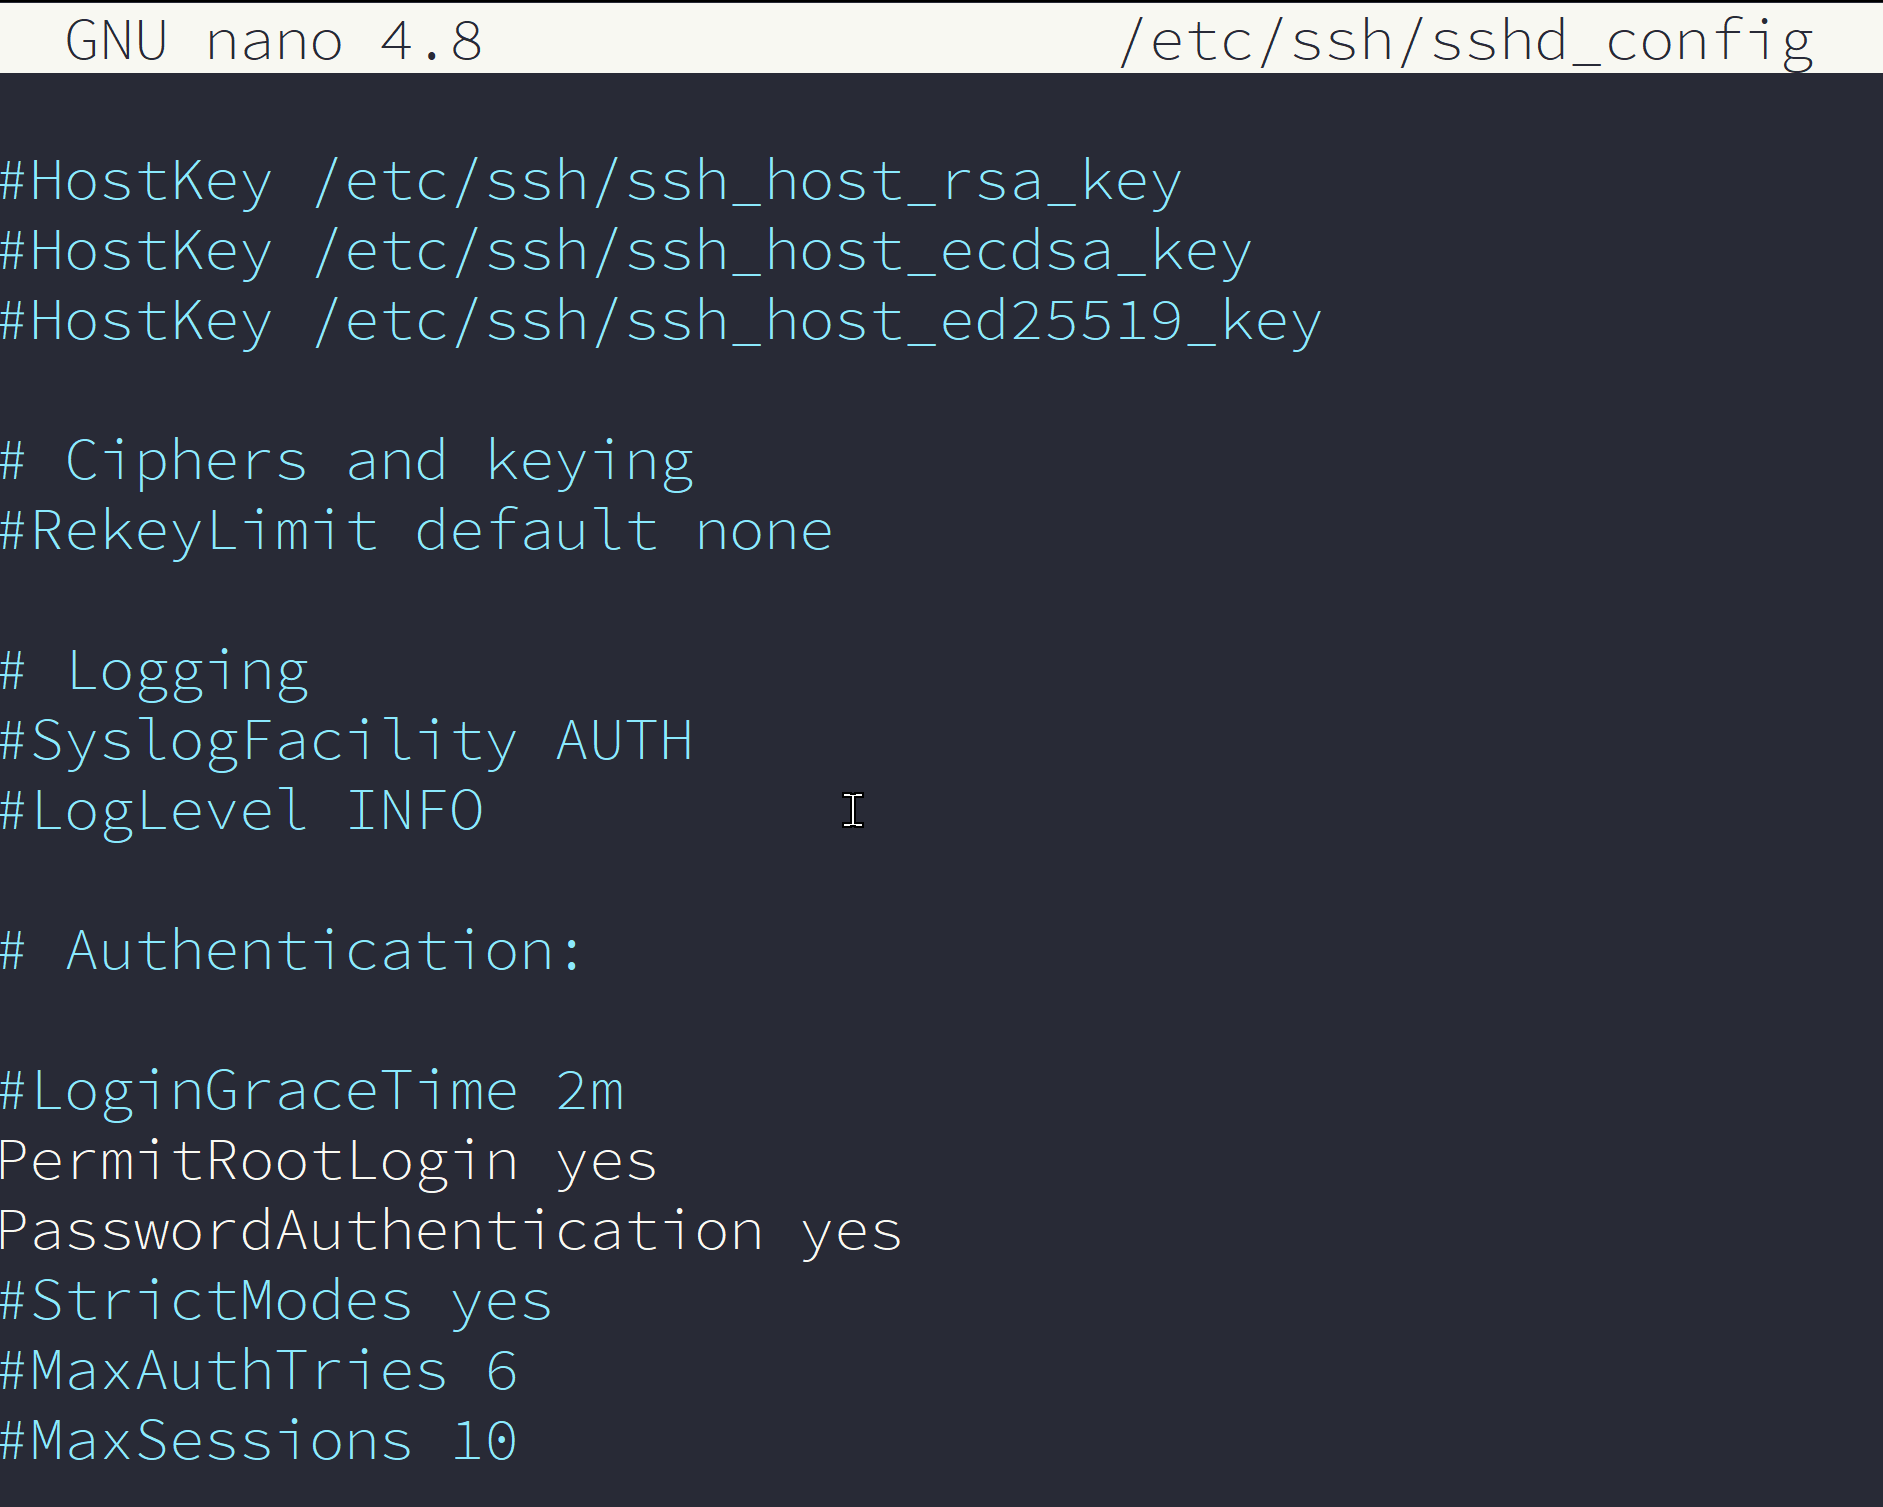 GNU nano 4.8 /etc/ssh/sshd_config
#HostKey /etc/ssh/ssh_host_rsa_key
#HostKey /etc/ssh/ssh_host_ecdsa_key
#HostKey /etc/ssh/ssh_host_ed25519_key
# Ciphers and keying
#RekeyLimit default none
# Logging
#SyslogFacility AUTH
#LogLevel INFO
# Authentication:
#LoginGraceTime 2m
PermitRootLogin yes
PasswordAuthentication yes
#StrictModes yes
#MaxAuthTries 6
#MaxSessions 10